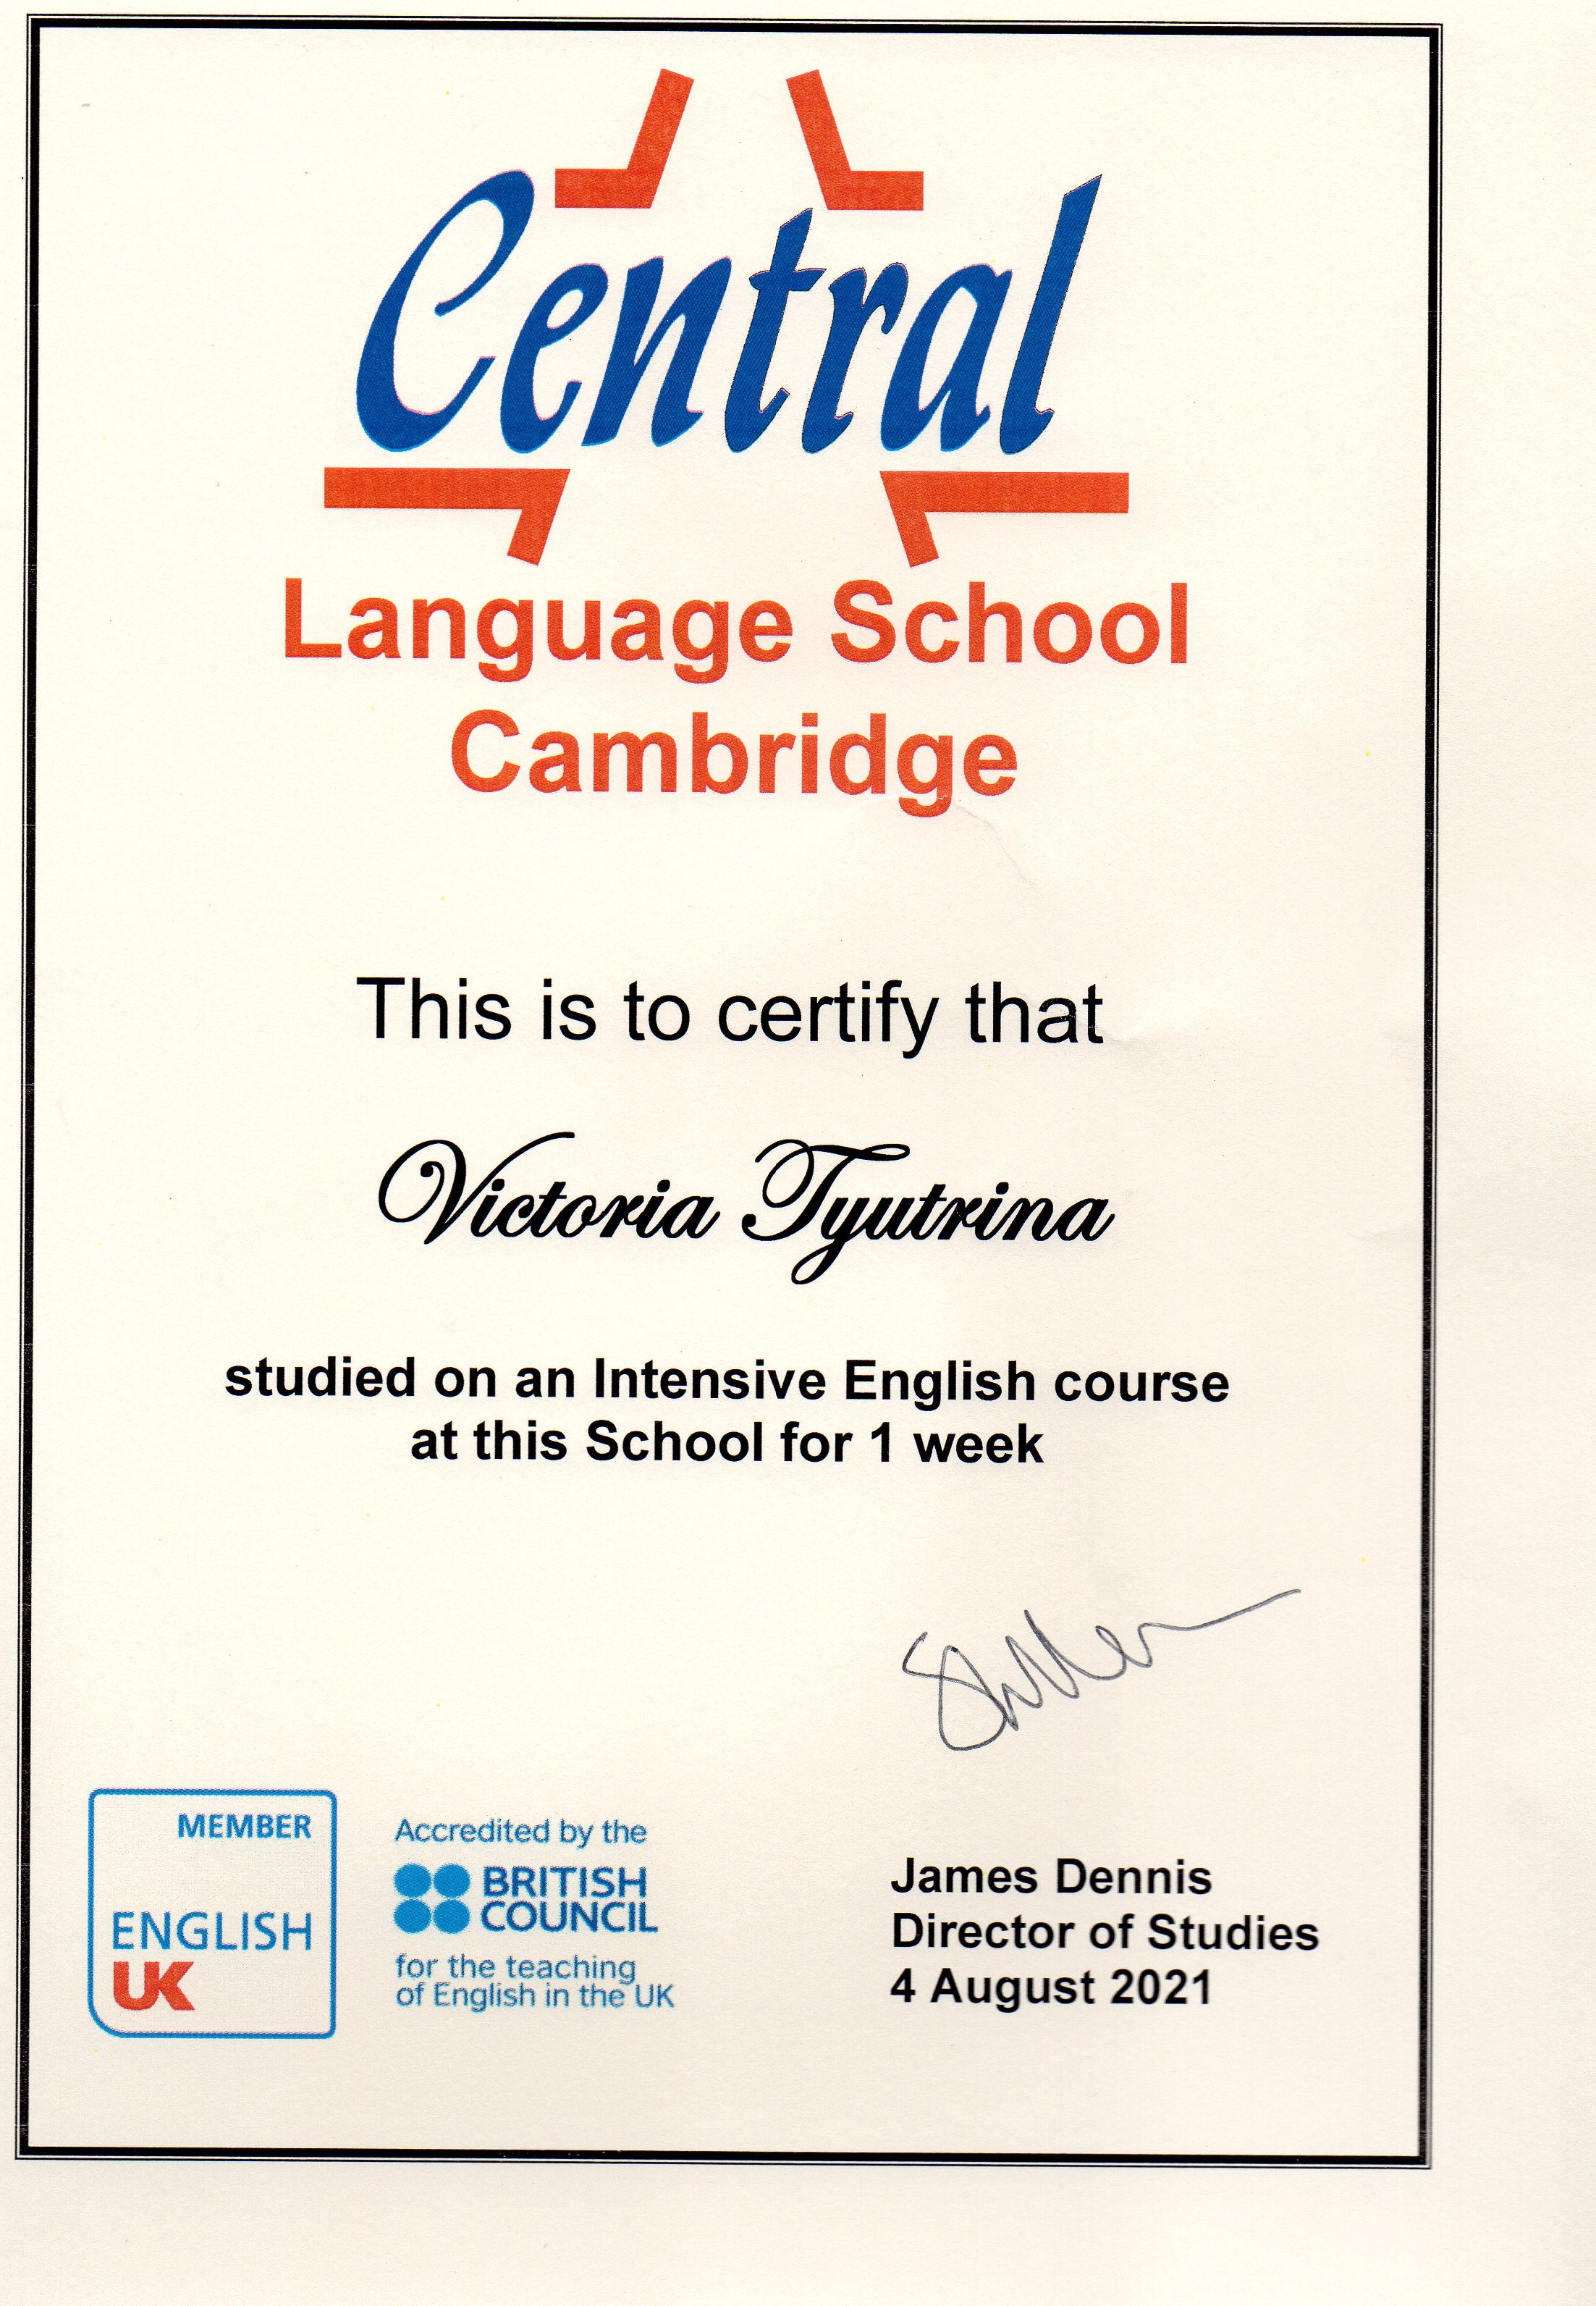 Central
Language School
Cambridge
This is to certify that
Victoria Tyutrina
studied on an Intensive English course
at this School for 1 week
MEMBER
ENGLISH
UK
Accredited by the
BRITISH
COUNCIL
for the teaching
of English in the UK
James Dennis
Director of Studies
4 August 2021